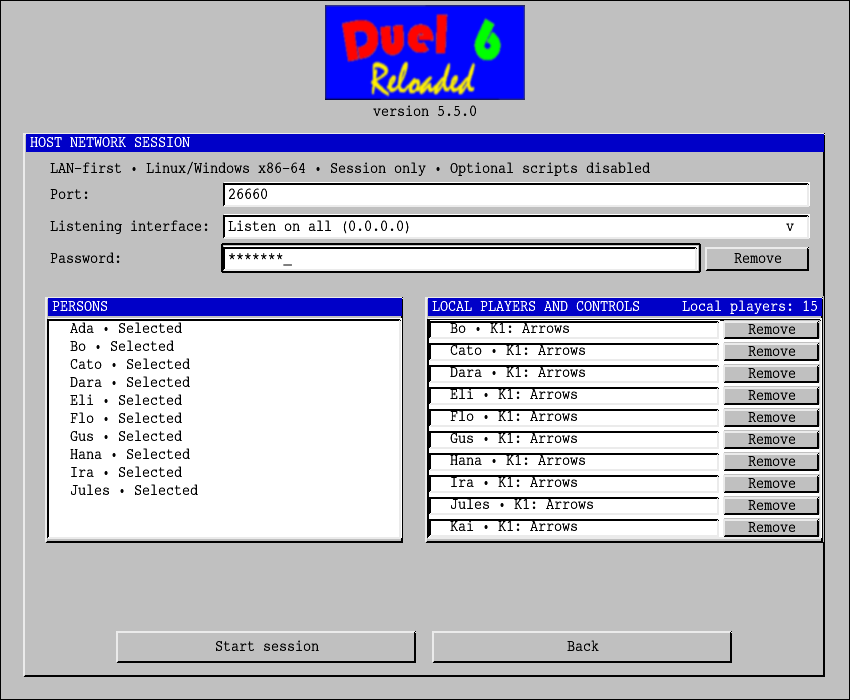 Duel 6
Reloaded
version 5.5.0
HOST NETWORK SESSION
LAN-first • Linux/Windows x86-64 • Session only • Optional scripts disabled
Port: 26660
Listening interface: Listen on all (0.0.0.0) v
Password: *******_ Remove
PERSONS
Ada • Selected
Bo • Selected
Cato • Selected
Dara • Selected
Eli • Selected
Flo • Selected
Gus • Selected
Hana • Selected
Ira • Selected
Jules • Selected
LOCAL PLAYERS AND CONTROLS Local players: 15
Bo • K1: Arrows Remove
Cato • K1: Arrows Remove
Dara • K1: Arrows Remove
Eli • K1: Arrows Remove
Flo • K1: Arrows Remove
Gus • K1: Arrows Remove
Hana • K1: Arrows Remove
Ira • K1: Arrows Remove
Jules • K1: Arrows Remove
Kai • K1: Arrows Remove
Start session Back